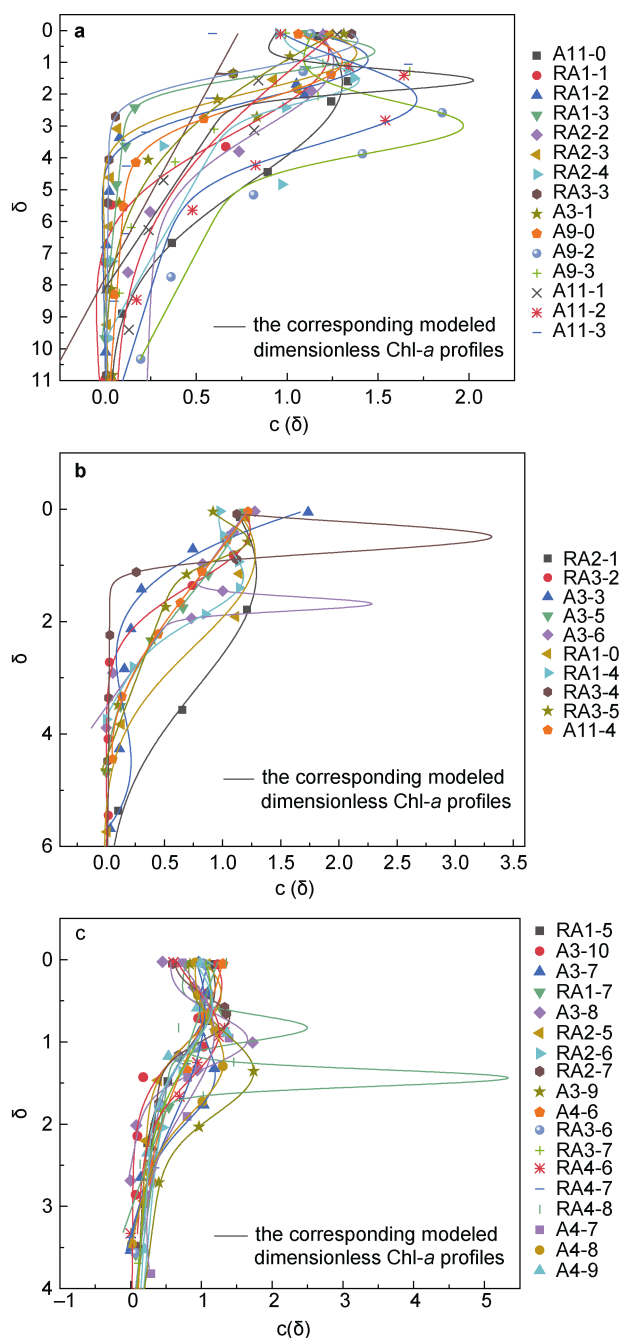 a
0
1
2
3
4
5
6
7
8
9
10
11
δ
0.0
0.5
1.0
1.5
2.0
c (δ)
the corresponding modeled
dimensionless Chl-a profiles
A11-0
RA1-1
RA1-2
RA1-3
RA2-2
RA2-3
RA2-4
RA3-3
A3-1
A9-0
A9-2
A9-3
A11-1
A11-2
A11-3
b
0
2
4
6
δ
0.0
0.5
1.0
1.5
2.0
2.5
3.0
3.5
c (δ)
the corresponding modeled
dimensionless Chl-a profiles
RA2-1
RA3-2
A3-3
A3-5
A3-6
RA1-0
RA1-4
RA3-4
RA3-5
A11-4
c
0
1
2
3
4
δ
−1
0
1
2
3
4
5
c(δ)
the corresponding modeled
dimensionless Chl-a profiles
RA1-5
A3-10
A3-7
RA1-7
A3-8
RA2-5
RA2-6
RA2-7
A3-9
A4-6
RA3-6
RA3-7
RA4-6
RA4-7
RA4-8
A4-7
A4-8
A4-9